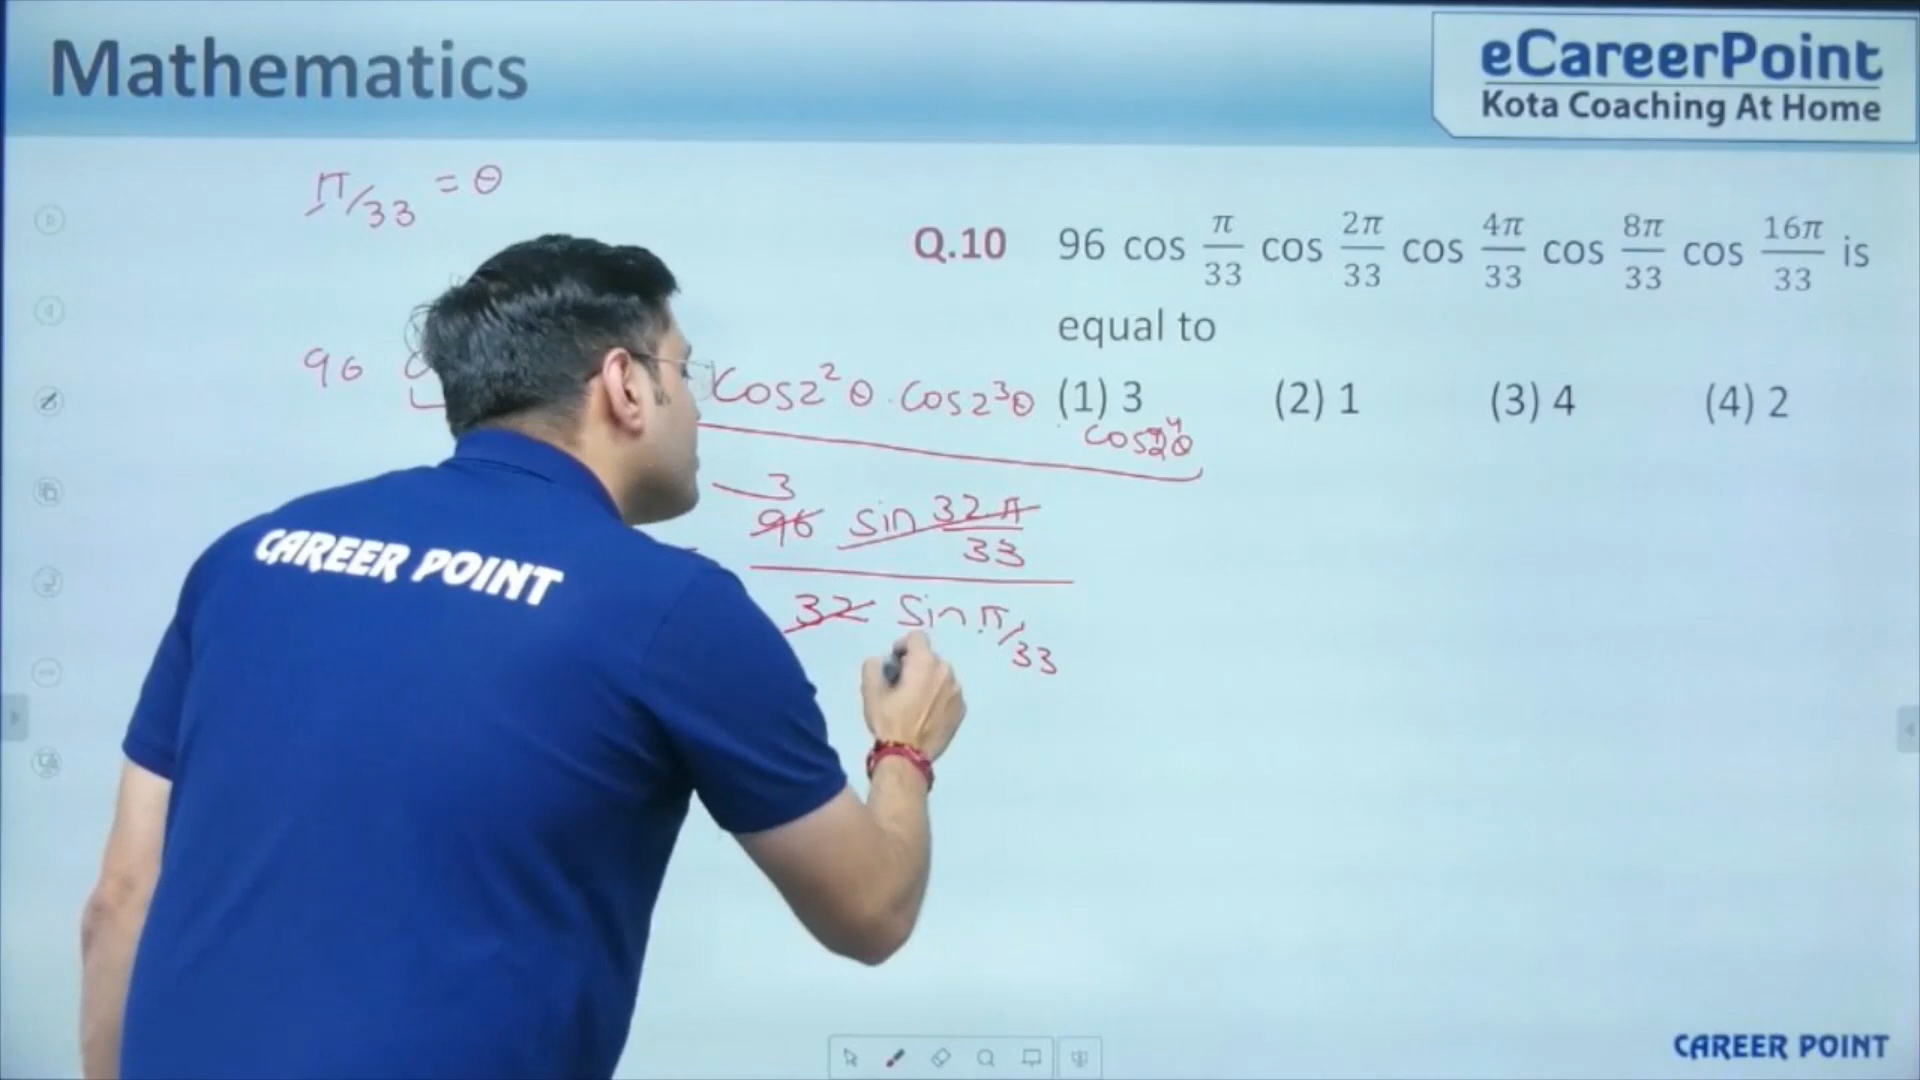 Mathematics
eCareerPoint
Kota Coaching At Home
π/33 = θ
Q.10 96 cos π/33 cos 2π/33 cos 4π/33 cos 8π/33 cos 16π/33 is
equal to
(1) 3 (2) 1 (3) 4 (4) 2
96 cos2²θ . cos2³θ
cos2⁴θ
3
96 sin 32π/33
32 sin π/33
CAREER POINT
CAREER POINT